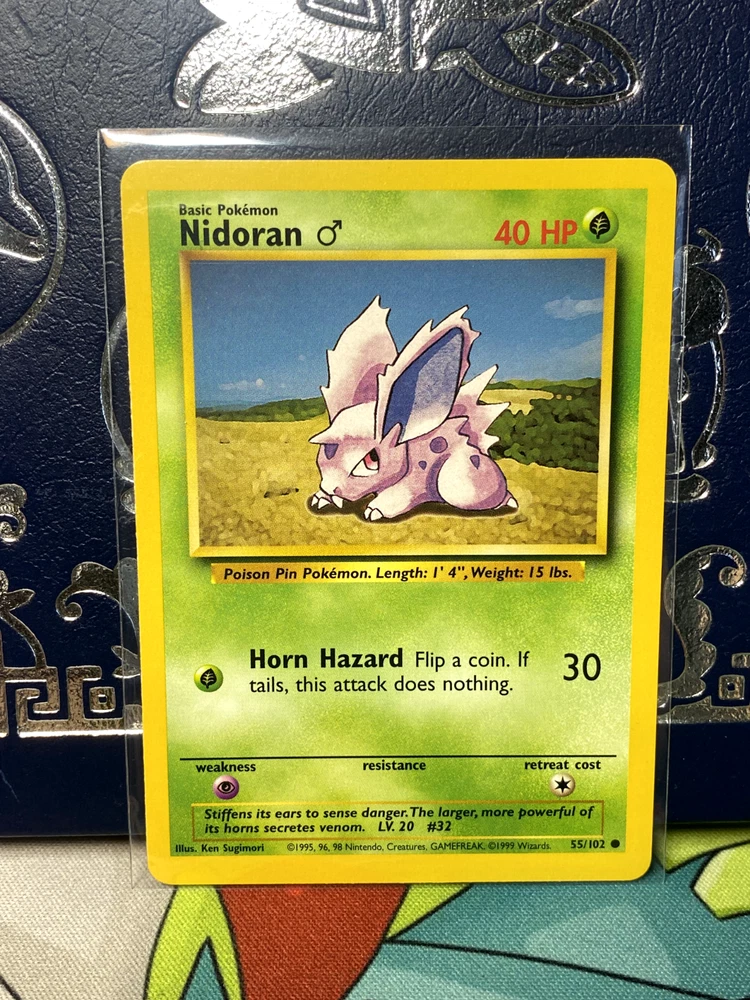 Basic Pokémon
Nidoran ♂ 40 HP
Poison Pin Pokémon. Length: 1' 4", Weight: 15 lbs.
Horn Hazard Flip a coin. If 30
tails, this attack does nothing.
weakness resistance retreat cost
Stiffens its ears to sense danger. The larger, more powerful of
its horns secretes venom. LV. 20 #32
Illus. Ken Sugimori ©1995, 96, 98 Nintendo, Creatures, GAMEFREAK. ©1999 Wizards. 55/102 ●